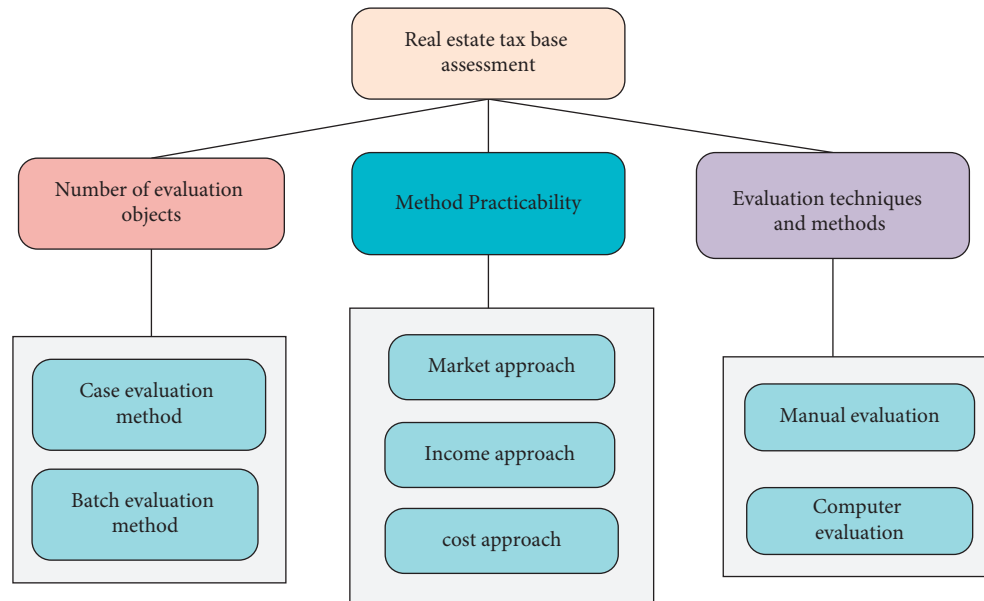 Real estate tax base
assessment
Number of evaluation
objects
Method Practicability
Evaluation techniques
and methods
Case evaluation
method
Batch evaluation
method
Market approach
Income approach
cost approach
Manual evaluation
Computer
evaluation